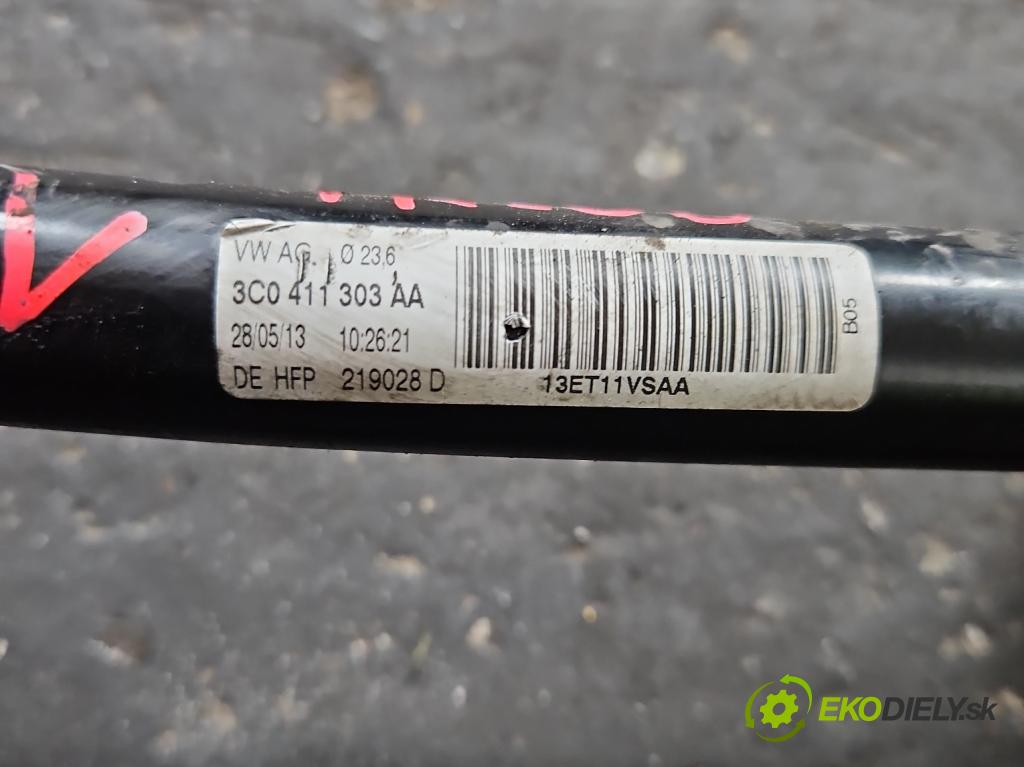 VW AG. Ø 23,6
3C0 411 303 AA
28/05/13 10:26:21
DE HFP 219028 D
13ET11VSAA
B05
EKODIELY.sk